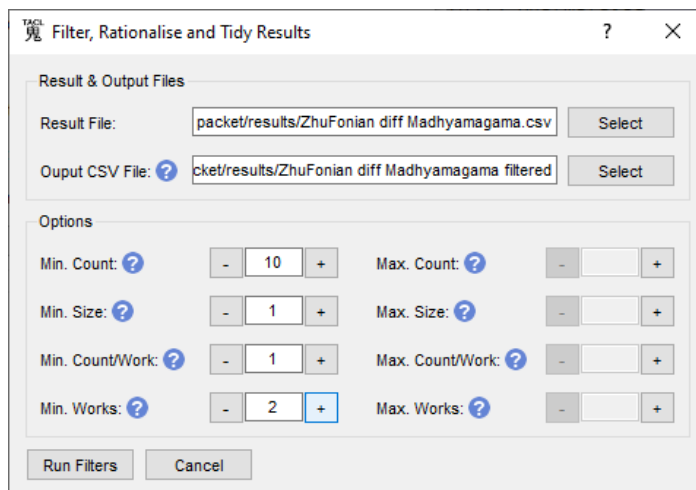 TACL
鬼 Filter, Rationalise and Tidy Results ? ×
Result & Output Files
Result File: packet/results/ZhuFonian diff Madhyamagama.csv Select
Ouput CSV File: ? cket/results/ZhuFonian diff Madhyamagama filtered Select
Options
Min. Count: ? - 10 + Max. Count: ? - +
Min. Size: ? - 1 + Max. Size: ? - +
Min. Count/Work: ? - 1 + Max. Count/Work: ? - +
Min. Works: ? - 2 + Max. Works: ? - +
Run Filters Cancel